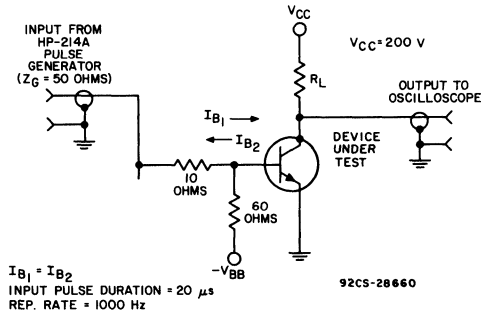 INPUT FROM
HP-214A
PULSE
GENERATOR
(ZG = 50 OHMS)
VCC
VCC = 200 V
RL
OUTPUT TO
OSCILLOSCOPE
IB1
IB2
DEVICE
UNDER
TEST
10
OHMS
60
OHMS
-VBB
IB1 = IB2
INPUT PULSE DURATION = 20 μs
REP. RATE = 1000 Hz
92CS-28660